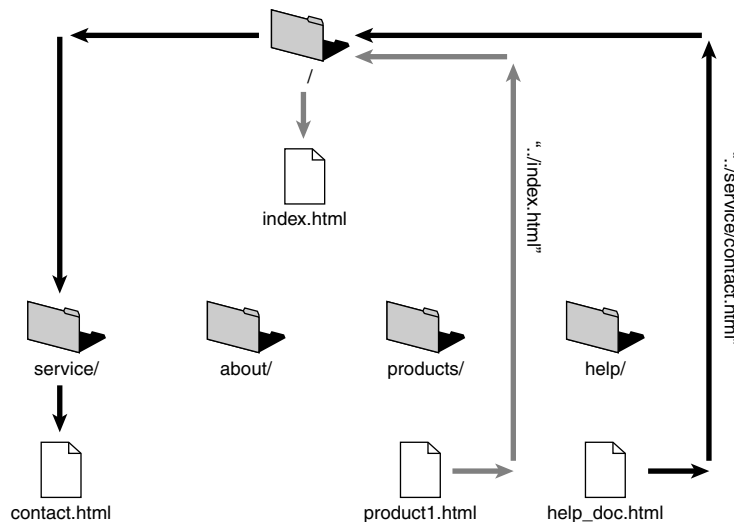 /
index.html
“../index.html”
“../service/contact.html”
service/
about/
products/
help/
contact.html
product1.html
help_doc.html